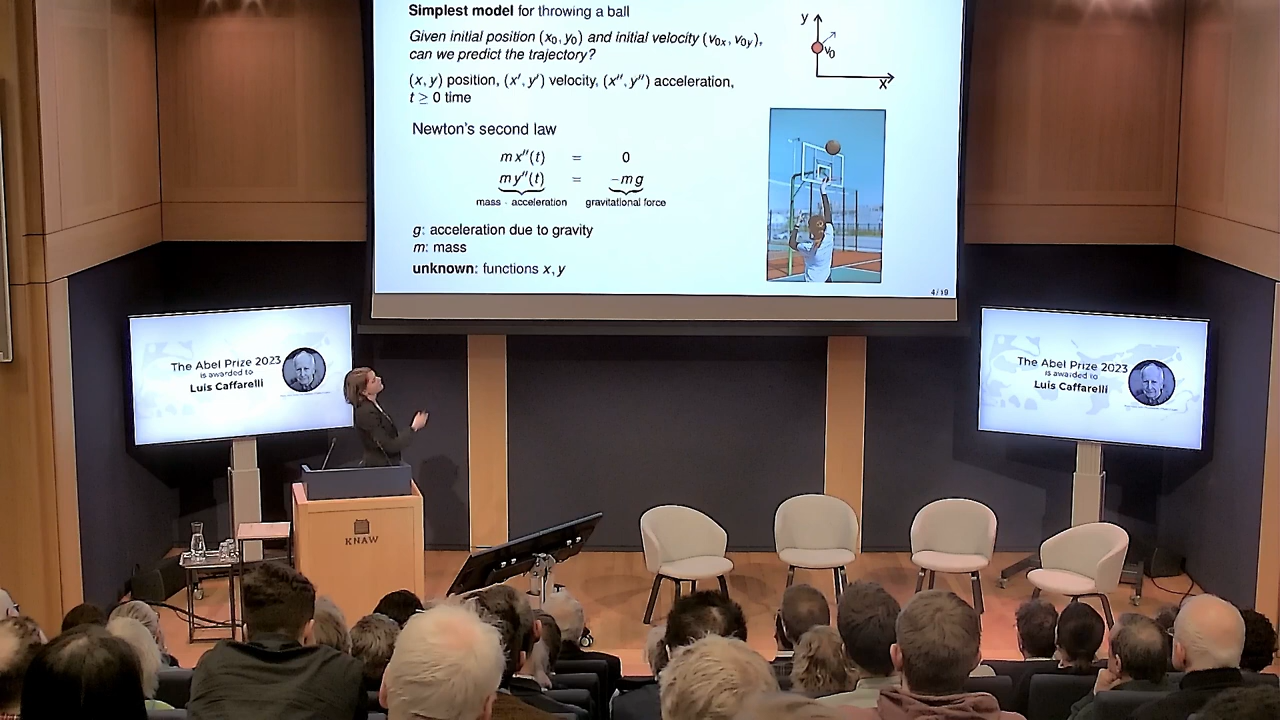 Simplest model for throwing a ball
Given initial position (x₀, y₀) and initial velocity (v₀ₓ, v₀ᵧ),
can we predict the trajectory?
(x, y) position, (x′, y′) velocity, (x″, y″) acceleration,
t ≥ 0 time
Newton's second law
m x″(t) = 0
m y″(t) = −m g
mass · acceleration gravitational force
g: acceleration due to gravity
m: mass
unknown: functions x, y
y
v₀
x
4/19
The Abel Prize 2023
is awarded to
Luis Caffarelli
The Abel Prize 2023
is awarded to
Luis Caffarelli
KNAW